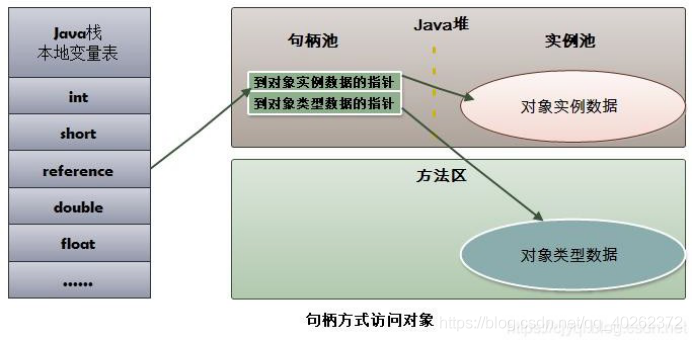 Java栈
本地变量表
int
short
reference
double
float
......
Java堆
句柄池
实例池
到对象实例数据的指针
到对象类型数据的指针
对象实例数据
方法区
对象类型数据
句柄方式访问对象
https://blog.csdn.net/qq_40262372